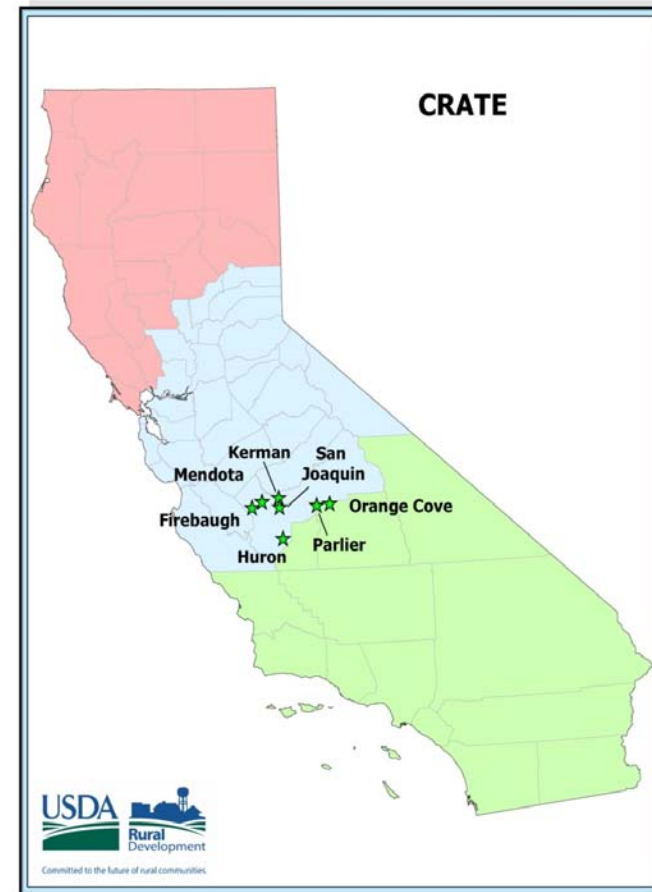 CRATE
Kerman
San
Joaquin
Mendota
Firebaugh
Orange Cove
Huron
Parlier
USDA
Rural
Development
Committed to the future of rural communities.